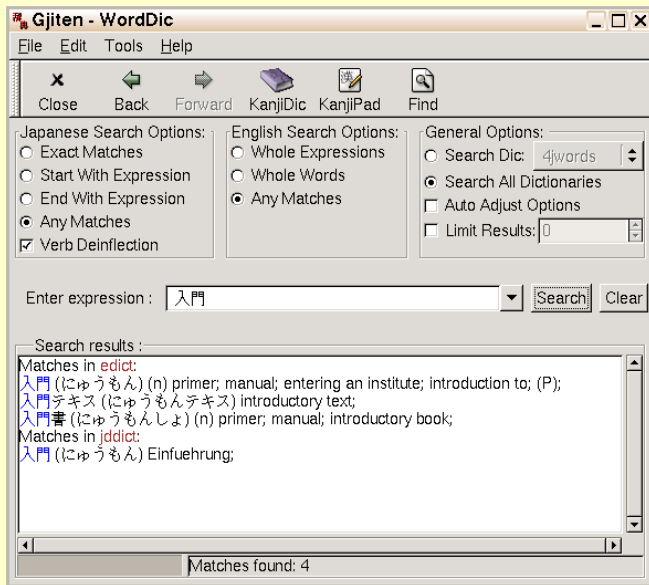 Gjiten - WordDic
File Edit Tools Help
Close Back Forward KanjiDic KanjiPad Find
Japanese Search Options:
Exact Matches
Start With Expression
End With Expression
Any Matches
Verb Deinflection
English Search Options:
Whole Expressions
Whole Words
Any Matches
General Options:
Search Dic: 4jwords
Search All Dictionaries
Auto Adjust Options
Limit Results: 0
Enter expression : 入門 Search Clear
Search results :
Matches in edict:
入門 (にゅうもん) (n) primer; manual; entering an institute; introduction to; (P);
入門テキス (にゅうもんテキス) introductory text;
入門書 (にゅうもんしょ) (n) primer; manual; introductory book;
Matches in jddict:
入門 (にゅうもん) Einfuehrung;
Matches found: 4